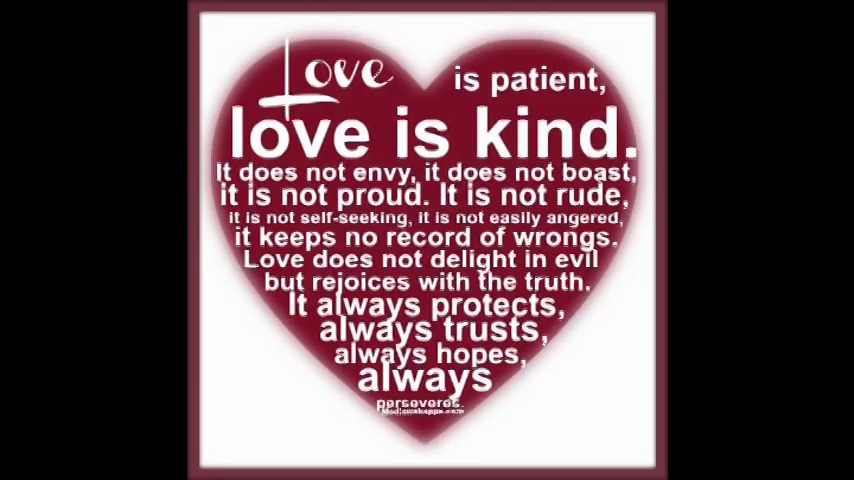 Love is patient,
love is kind.
It does not envy, it does not boast,
it is not proud. It is not rude,
it is not self-seeking, it is not easily angered,
it keeps no record of wrongs.
Love does not delight in evil
but rejoices with the truth.
It always protects,
always trusts,
always hopes,
always
perseveres.